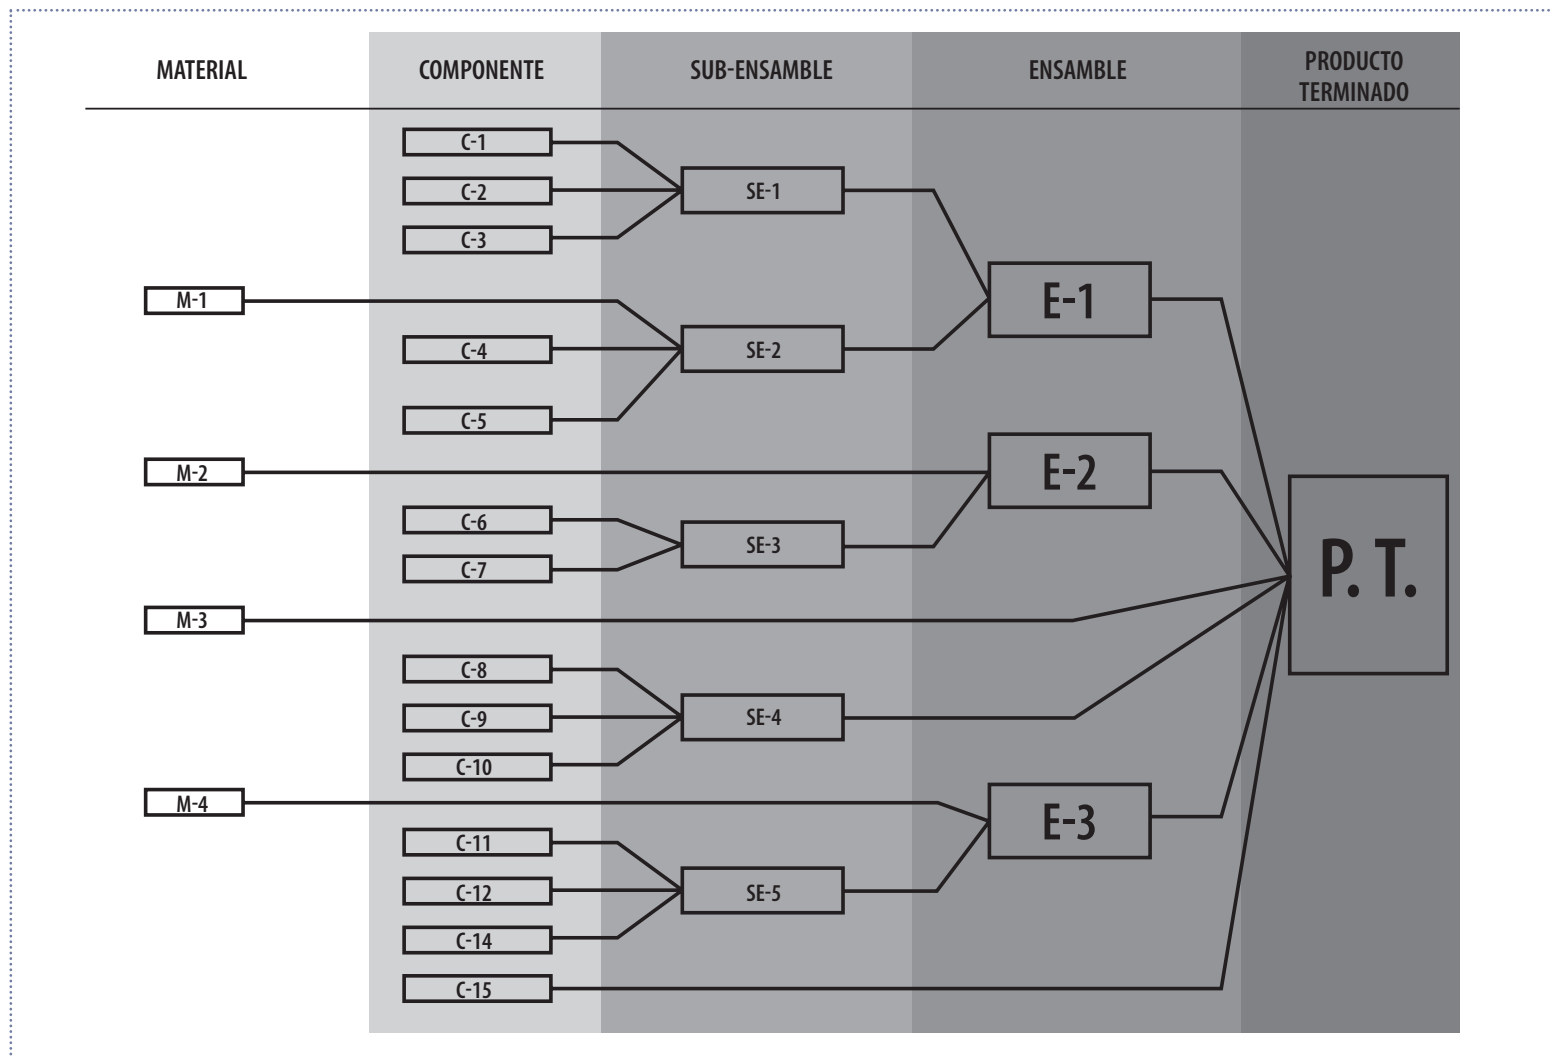 MATERIAL
COMPONENTE
SUB-ENSAMBLE
ENSAMBLE
PRODUCTO
TERMINADO
C-1
C-2
C-3
SE-1
M-1
C-4
C-5
SE-2
E-1
M-2
C-6
C-7
SE-3
E-2
M-3
C-8
C-9
C-10
SE-4
P. T.
M-4
C-11
C-12
C-14
SE-5
E-3
C-15